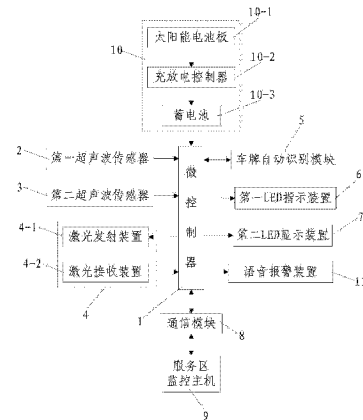 10-1
太阳能电池板
10
10-2
充放电控制器
10-3
蓄电池
5
2
第一超声波传感器
车牌自动识别模块
6
3
第二超声波传感器
微控制器
第一LED指示装置
7
4-1
激光发射装置
第二LED显示装置
4-2
激光接收装置
语音报警装置
11
4
1
通信模块
8
服务区
监控主机
9